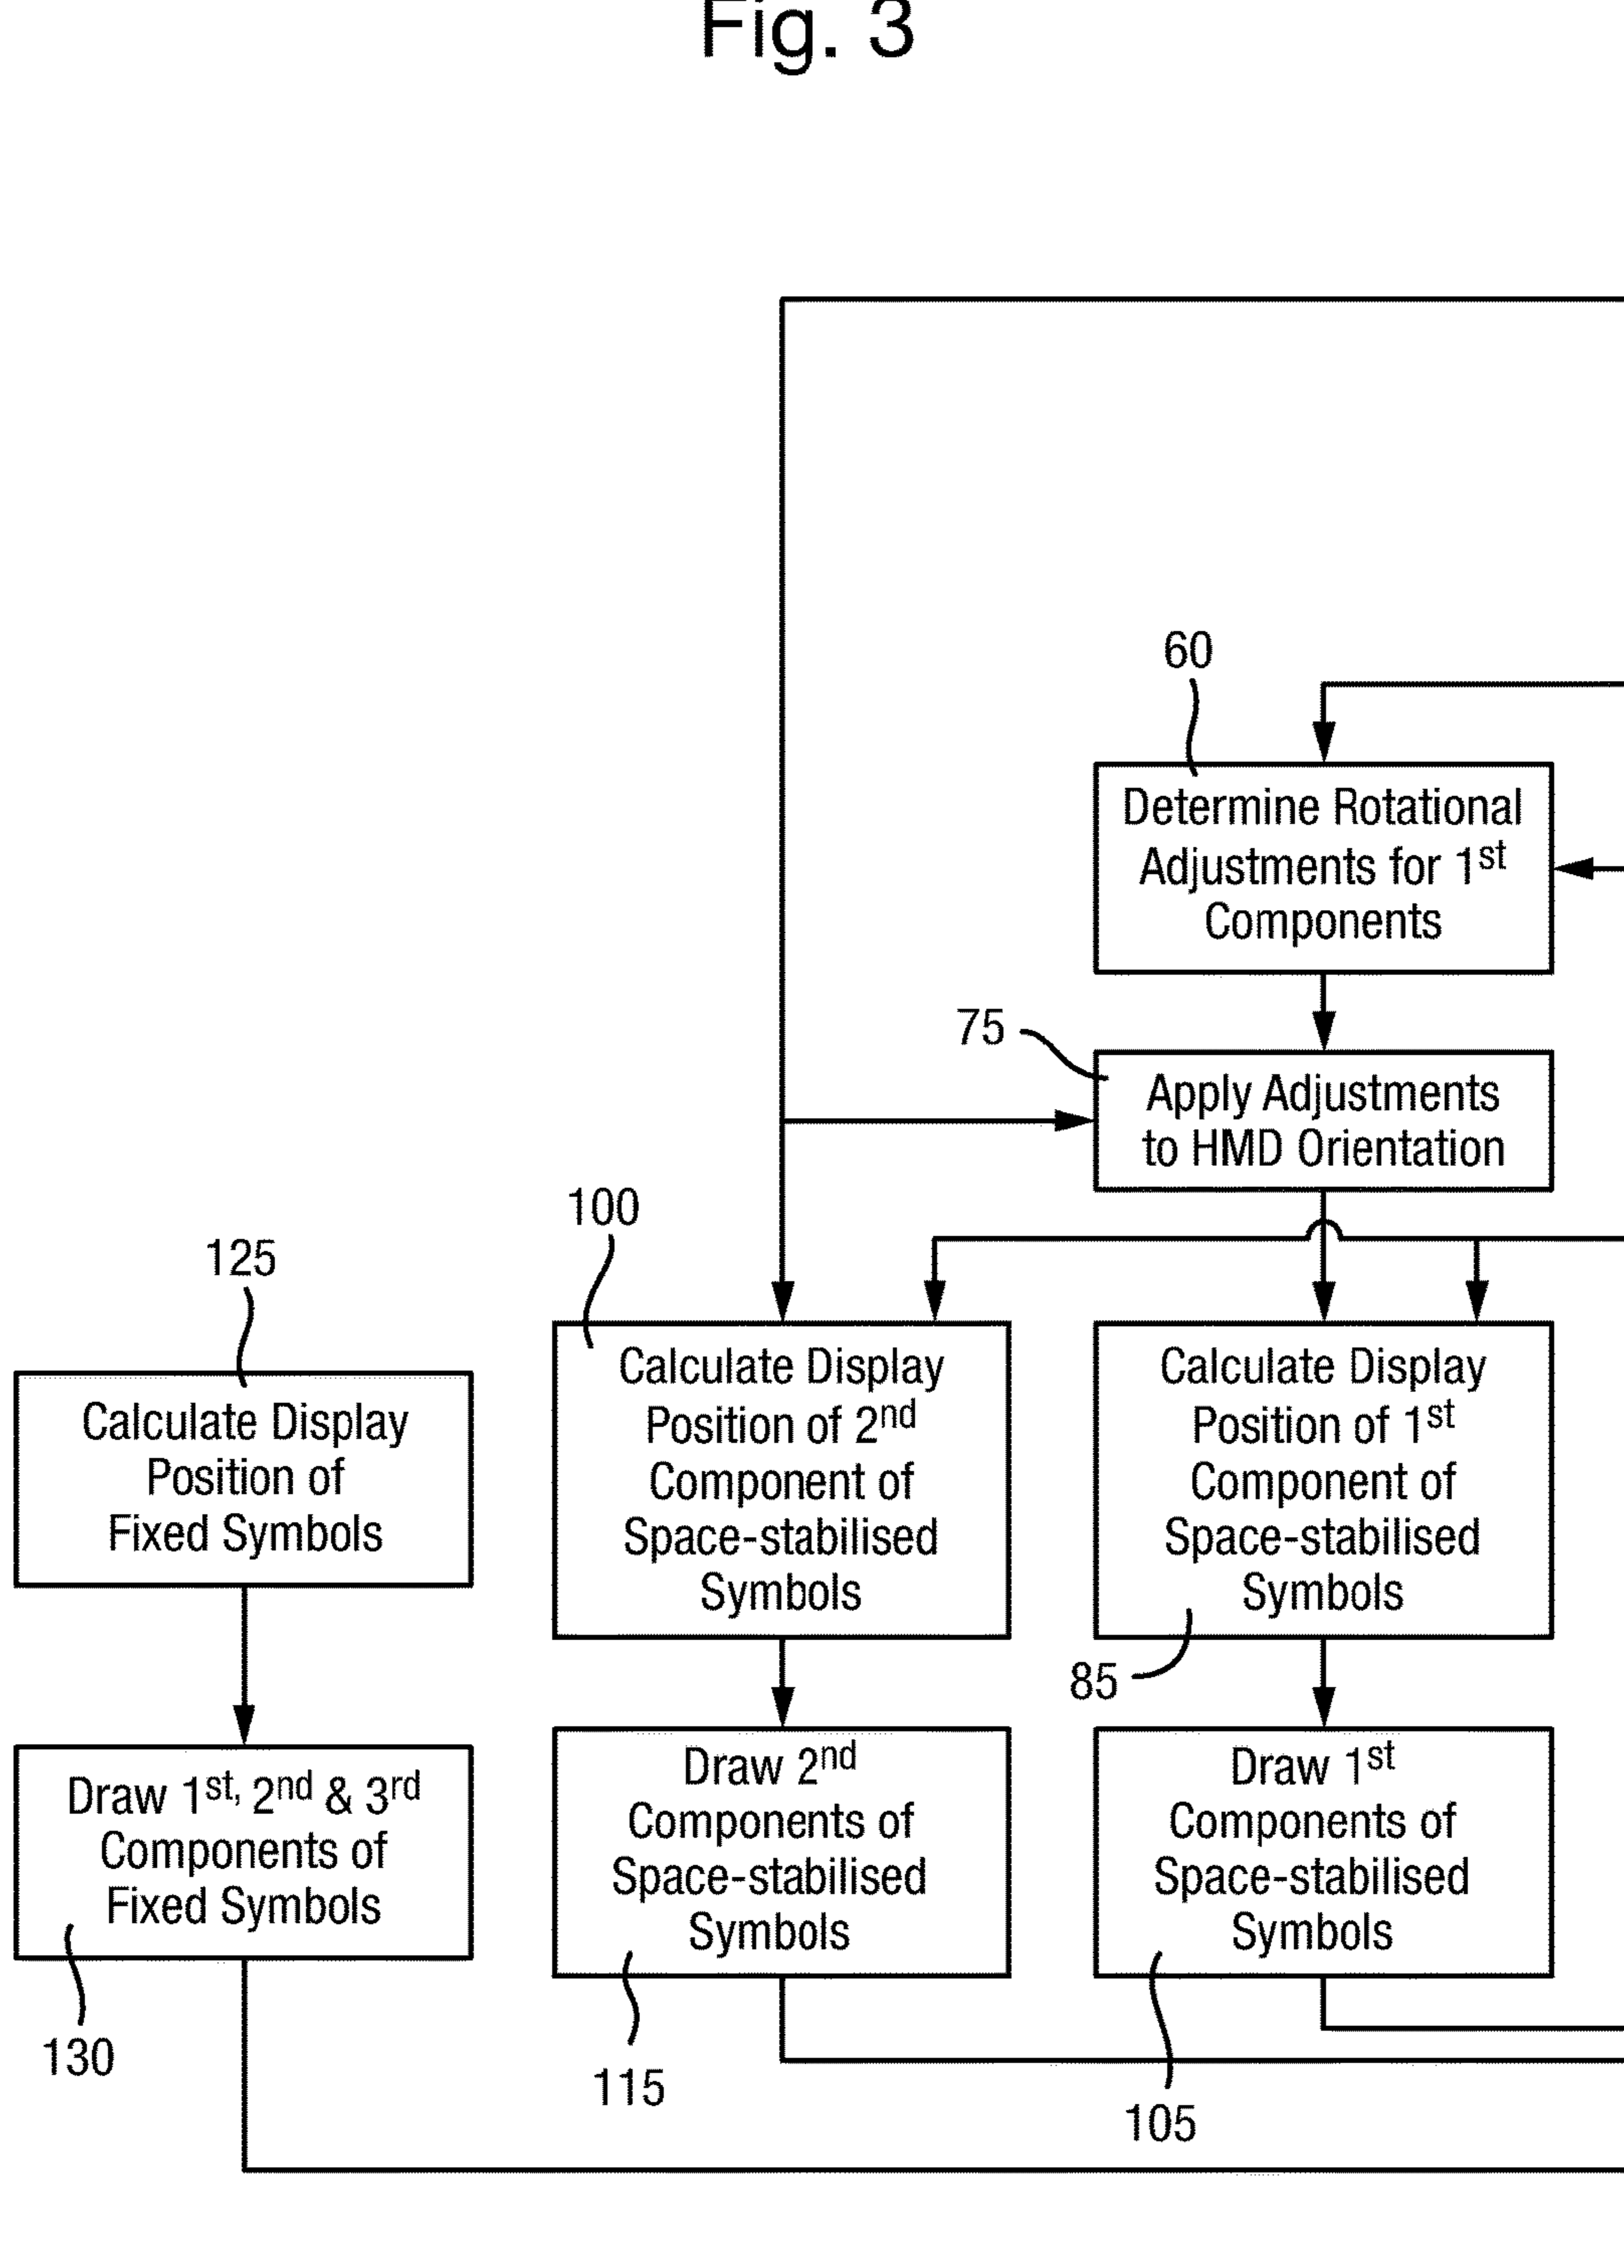 Fig. 3
60
Determine Rotational
Adjustments for 1st
Components
75
Apply Adjustments
to HMD Orientation
100
125
Calculate Display
Position of
Fixed Symbols
Calculate Display
Position of 2nd
Component of
Space-stabilised
Symbols
Calculate Display
Position of 1st
Component of
Space-stabilised
Symbols
85
Draw 1st, 2nd & 3rd
Components of
Fixed Symbols
130
Draw 2nd
Components of
Space-stabilised
Symbols
115
Draw 1st
Components of
Space-stabilised
Symbols
105